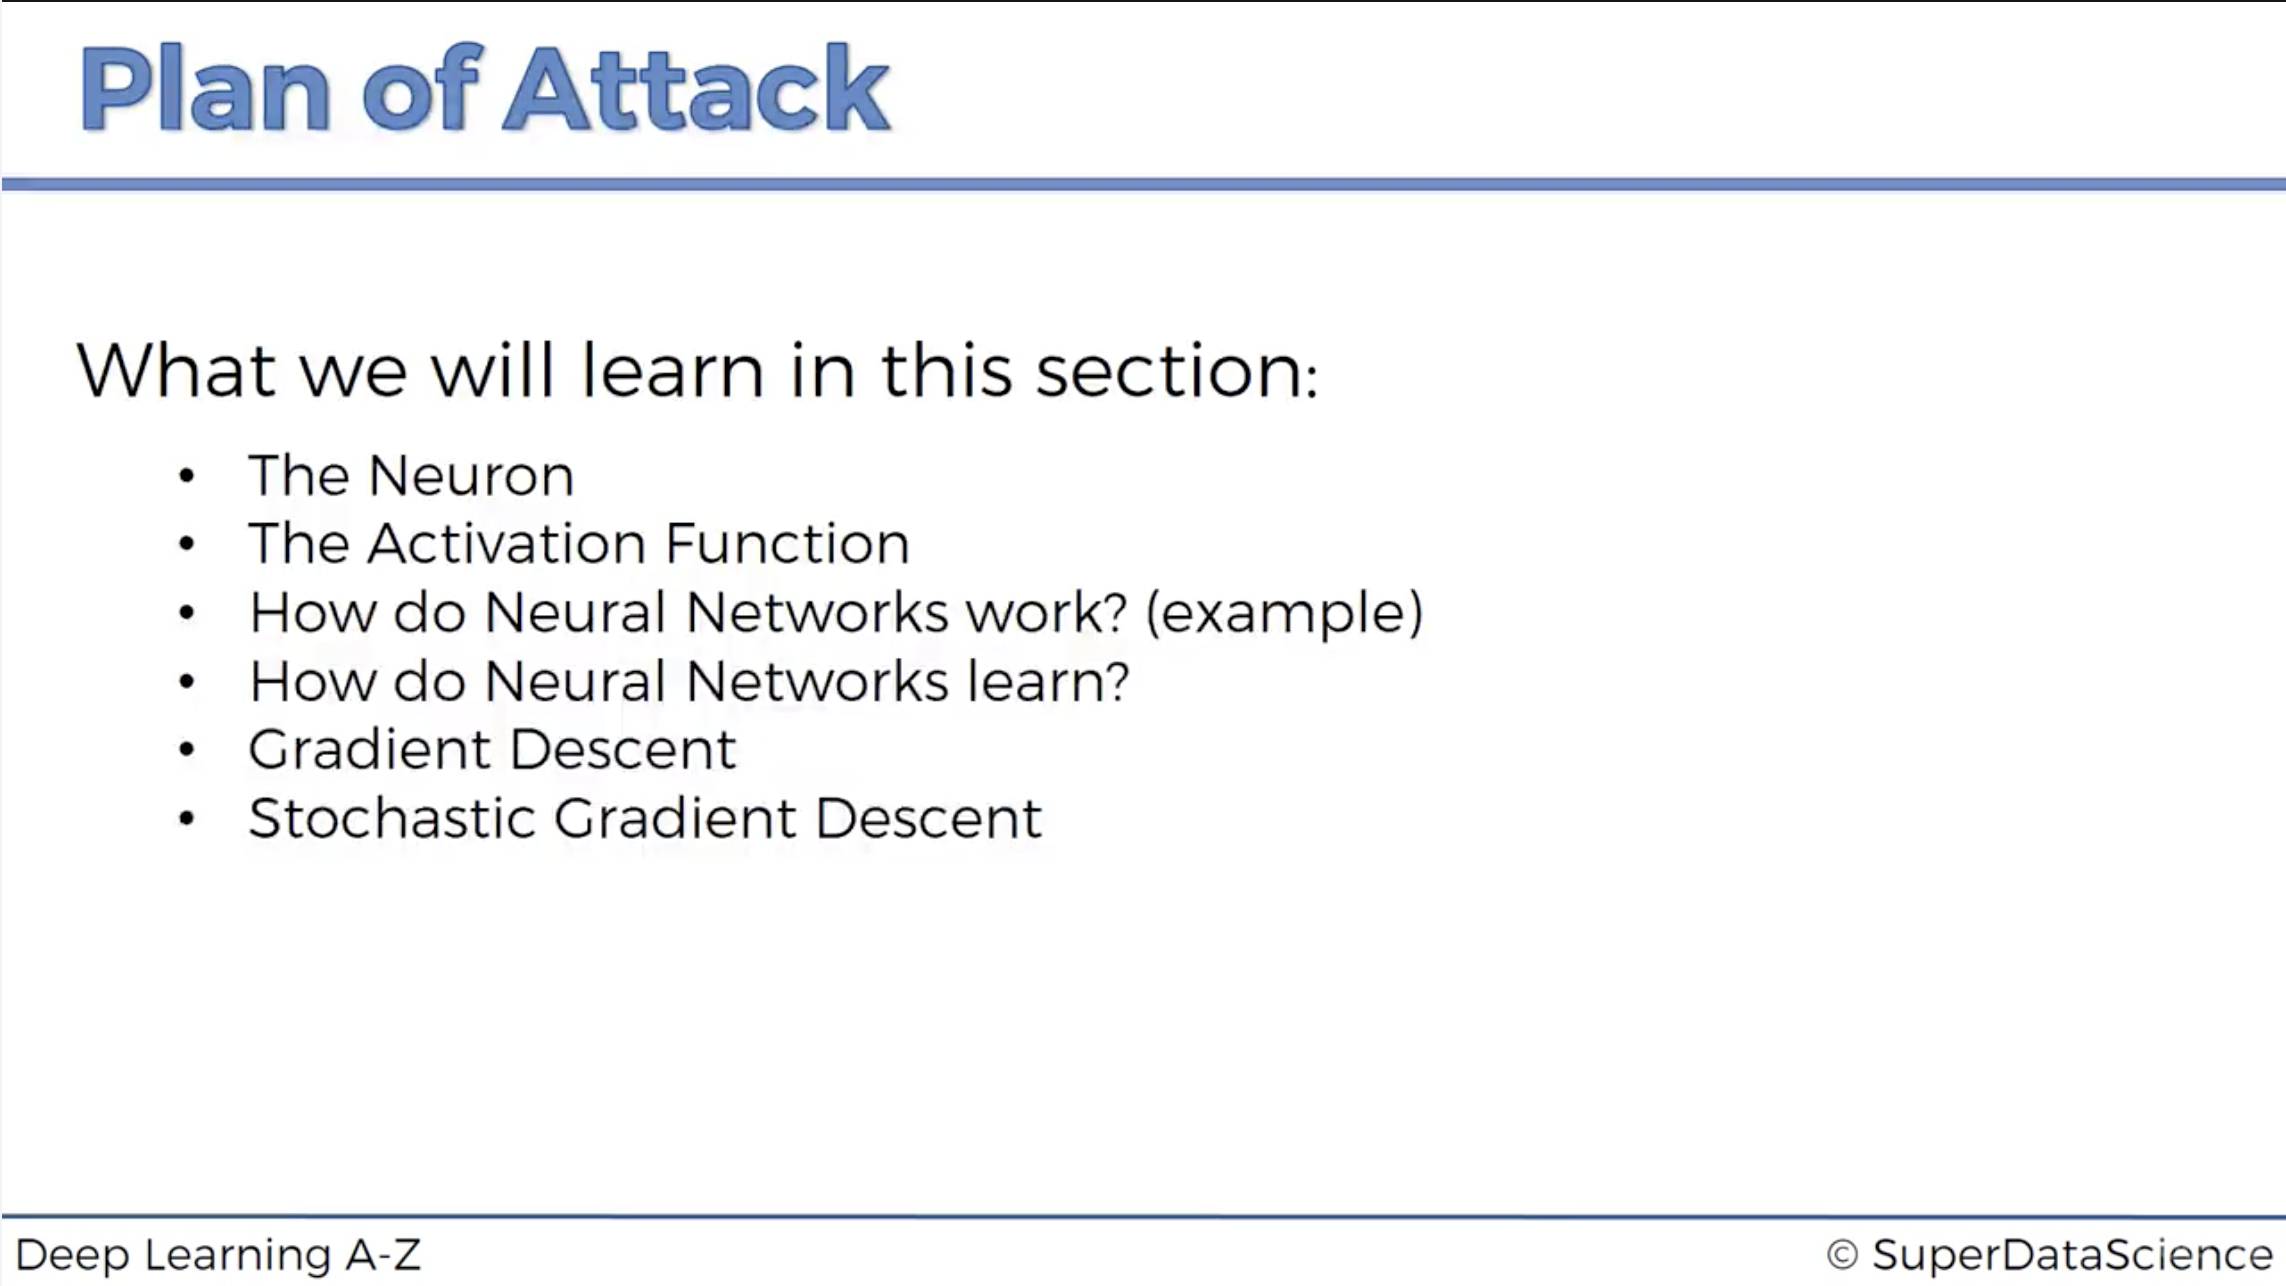 Plan of Attack
What we will learn in this section:
• The Neuron
• The Activation Function
• How do Neural Networks work? (example)
• How do Neural Networks learn?
• Gradient Descent
• Stochastic Gradient Descent
Deep Learning A-Z
© SuperDataScience